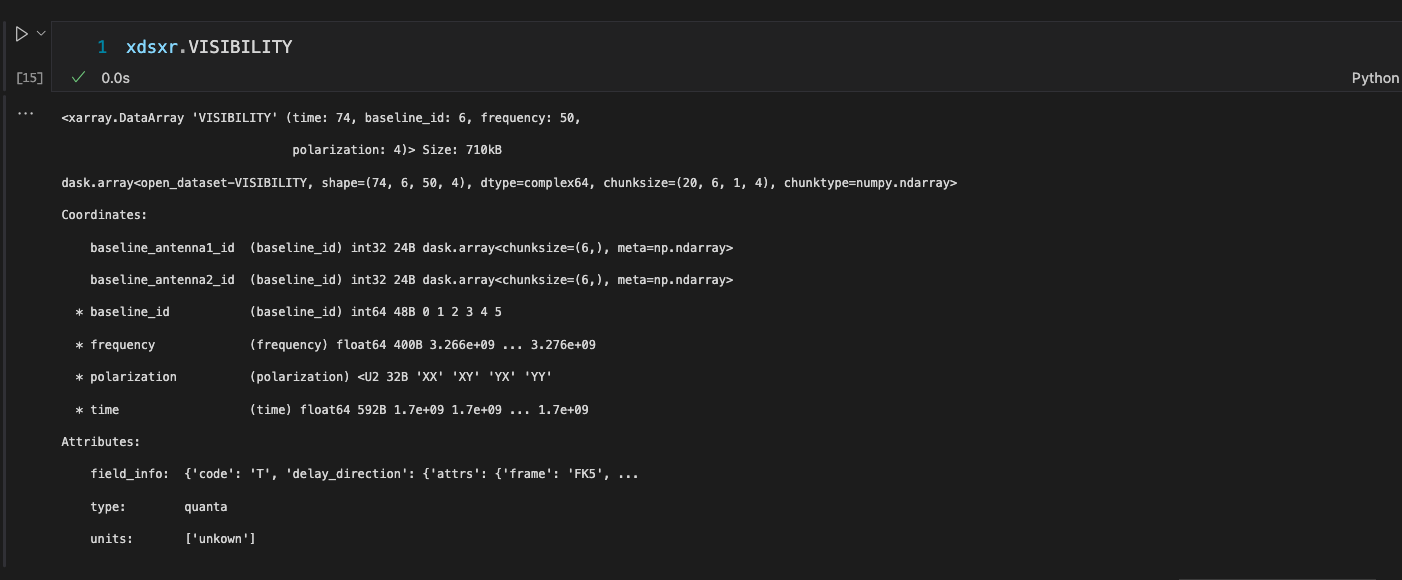 1 xdsxr.VISIBILITY
[15] ✓ 0.0s Python
...
<xarray.DataArray 'VISIBILITY' (time: 74, baseline_id: 6, frequency: 50,
polarization: 4)> Size: 710kB
dask.array<open_dataset-VISIBILITY, shape=(74, 6, 50, 4), dtype=complex64, chunksize=(20, 6, 1, 4), chunktype=numpy.ndarray>
Coordinates:
baseline_antenna1_id (baseline_id) int32 24B dask.array<chunksize=(6,), meta=np.ndarray>
baseline_antenna2_id (baseline_id) int32 24B dask.array<chunksize=(6,), meta=np.ndarray>
* baseline_id (baseline_id) int64 48B 0 1 2 3 4 5
* frequency (frequency) float64 400B 3.266e+09 ... 3.276e+09
* polarization (polarization) <U2 32B 'XX' 'XY' 'YX' 'YY'
* time (time) float64 592B 1.7e+09 1.7e+09 ... 1.7e+09
Attributes:
field_info: {'code': 'T', 'delay_direction': {'attrs': {'frame': 'FK5', ...
type: quanta
units: ['unkown']